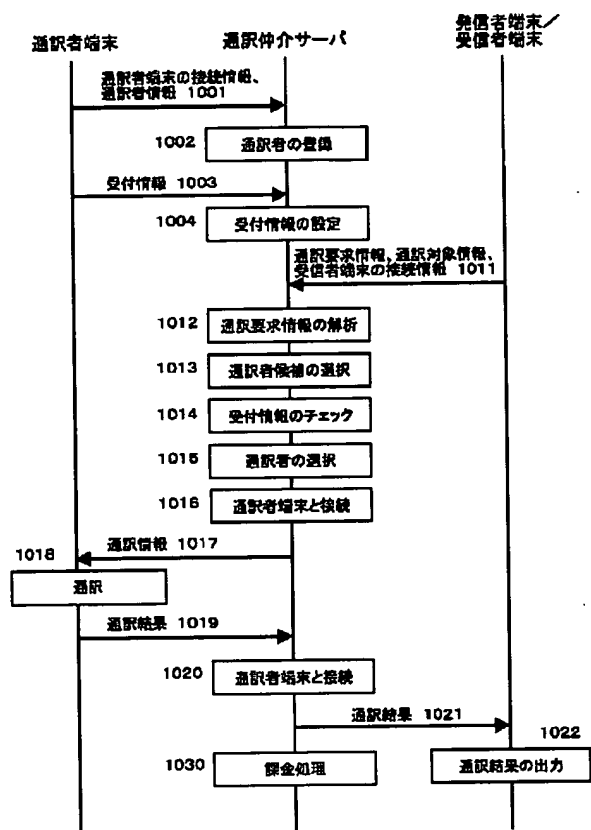 通訳者端末
通訳仲介サーバ
発信者端末／
受信者端末
通訳者端末の接続情報、
通訳者情報 1001
1002
通訳者の登録
受付情報 1003
1004
受付情報の設定
通訳要求情報、通訳対象情報、
受信者端末の接続情報 1011
1012
通訳要求情報の解析
1013
通訳者候補の選択
1014
受付情報のチェック
1015
通訳者の選択
1016
通訳者端末と接続
1018
通訳情報 1017
通訳
通訳結果 1019
1020
通訳者端末と接続
通訳結果 1021
1022
1030
課金処理
通訳結果の出力